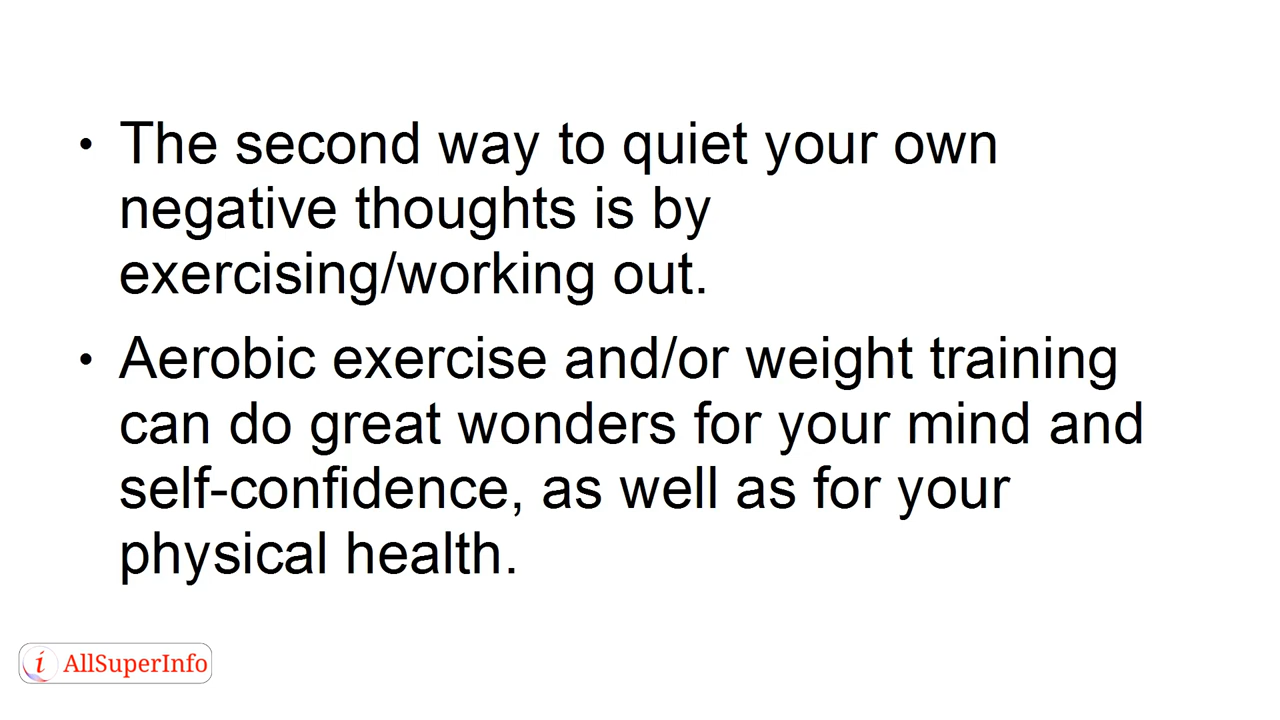 • The second way to quiet your own
negative thoughts is by
exercising/working out.
• Aerobic exercise and/or weight training
can do great wonders for your mind and
self-confidence, as well as for your
physical health.
i AllSuperInfo